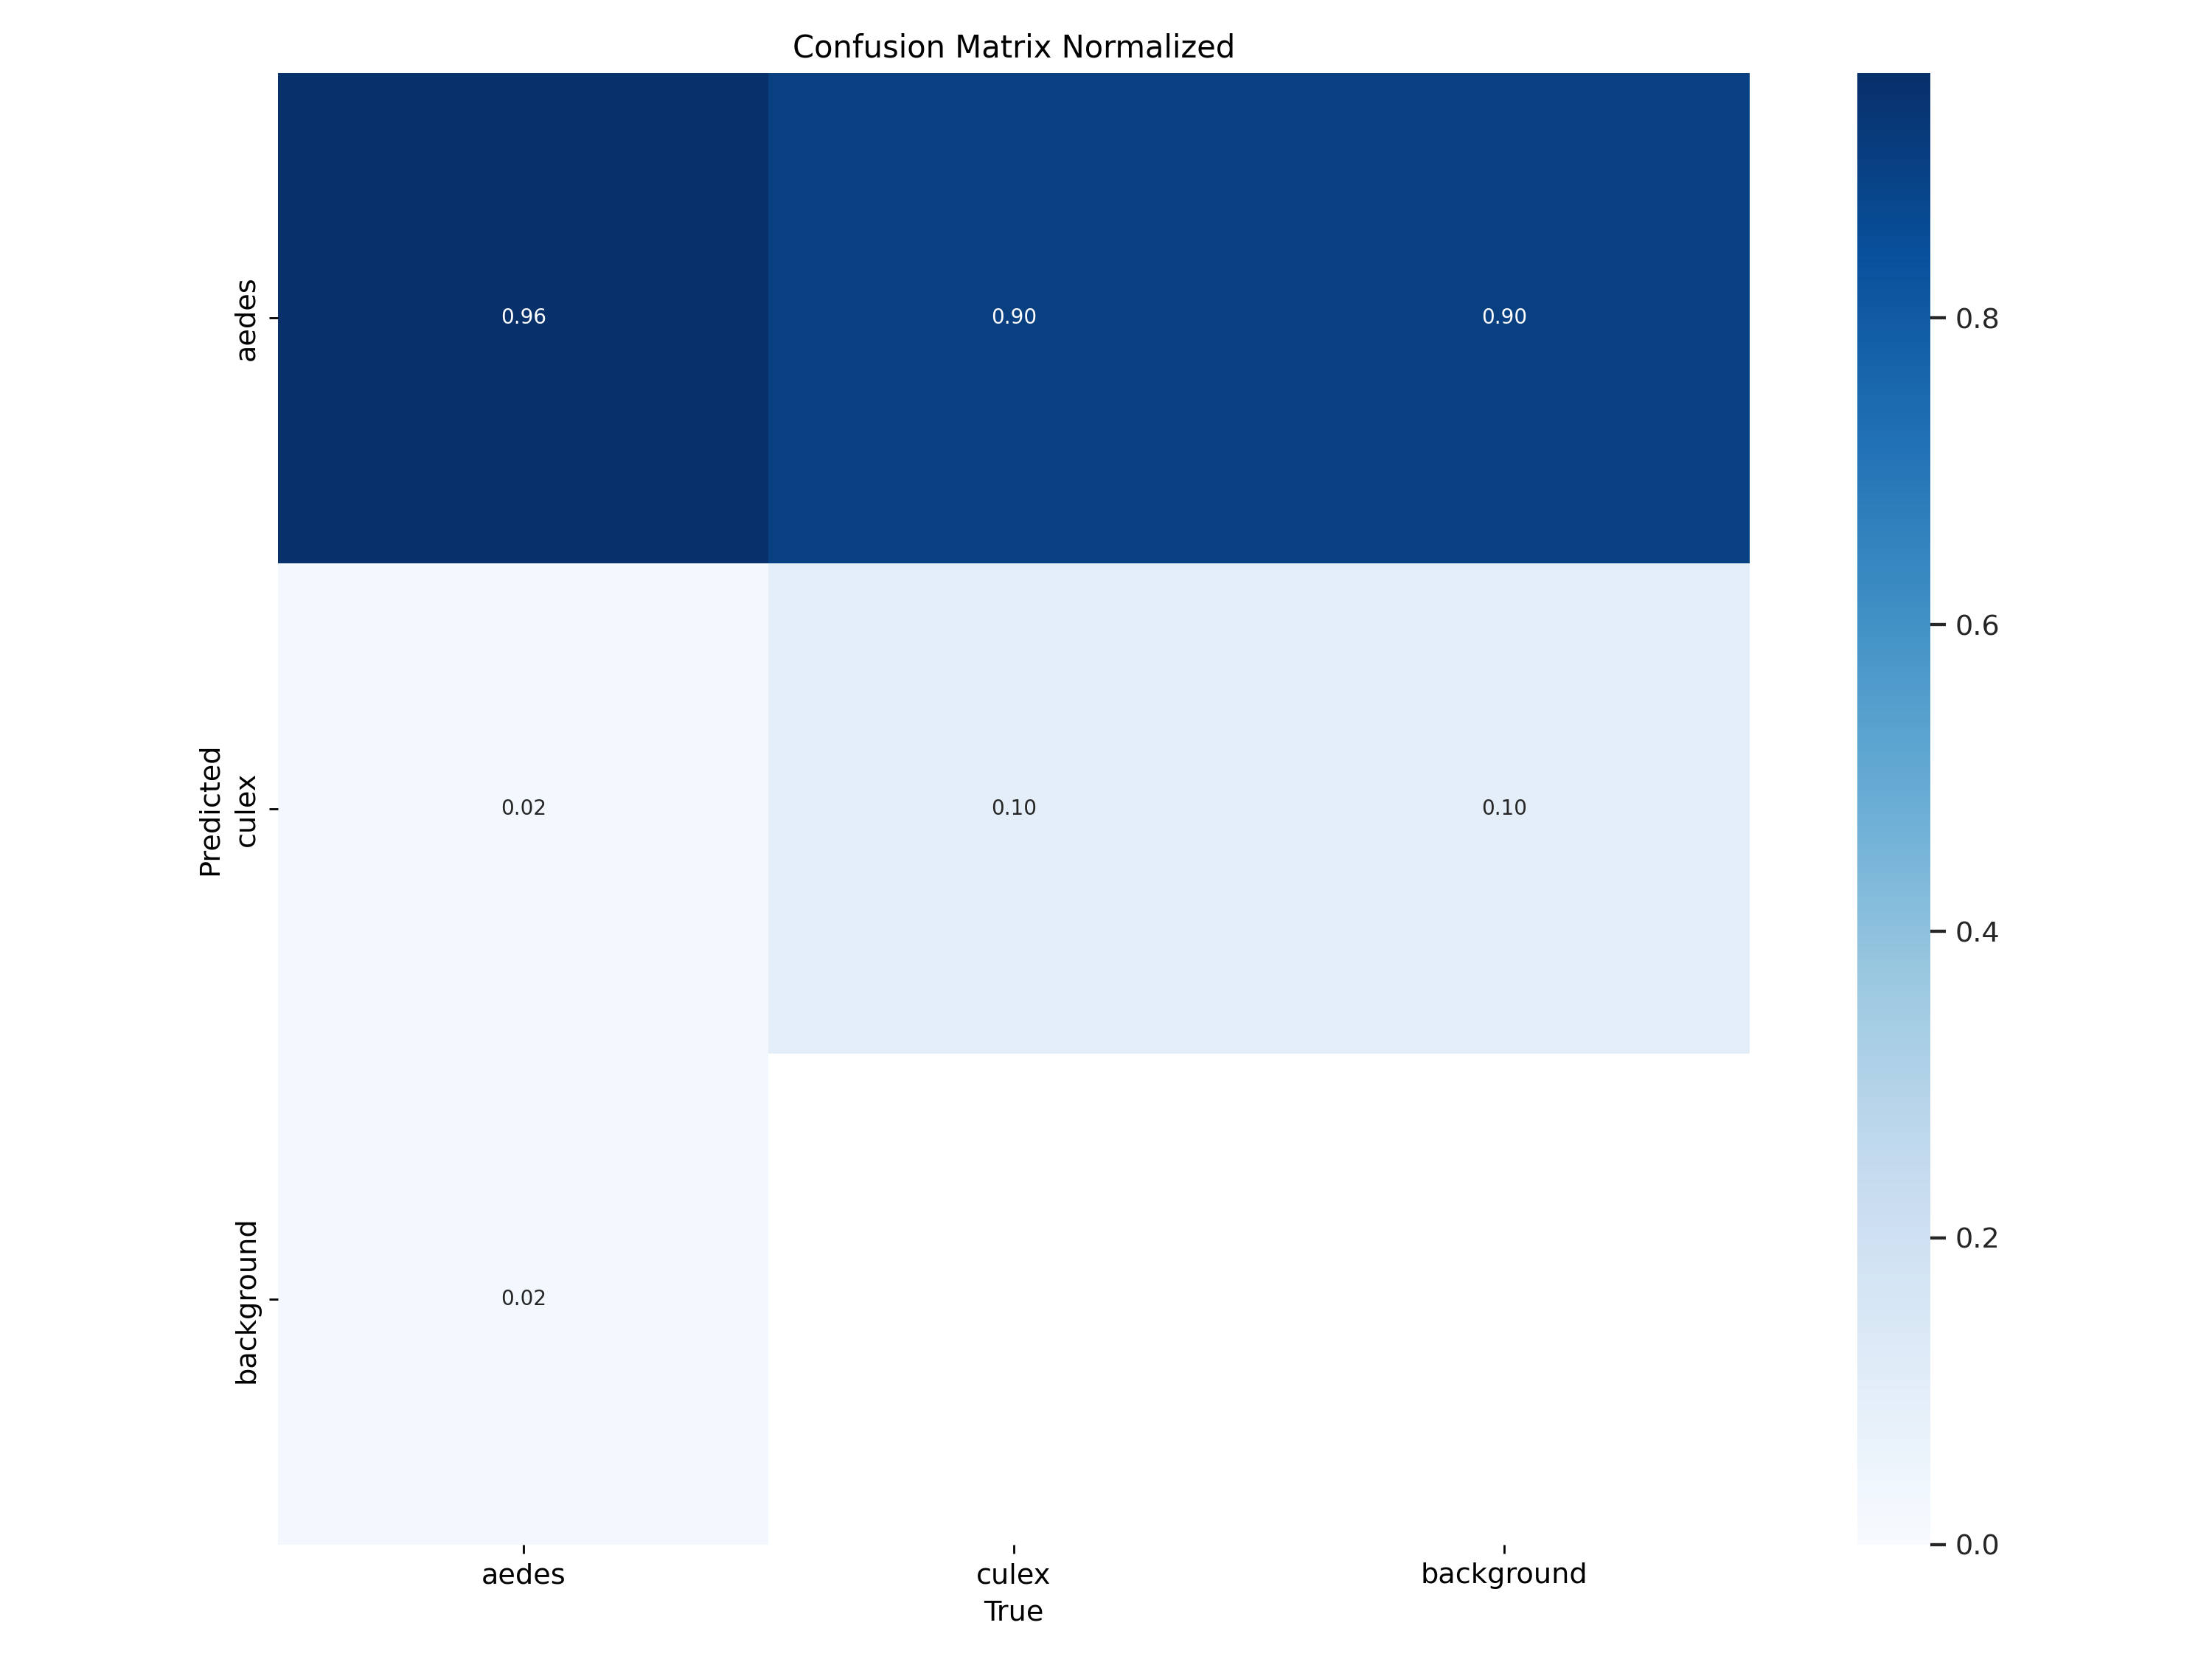 Confusion Matrix Normalized
aedes
0.96
0.90
0.90
Predicted
culex
0.02
0.10
0.10
background
0.02
aedes
culex
background
True
0.8
0.6
0.4
0.2
0.0